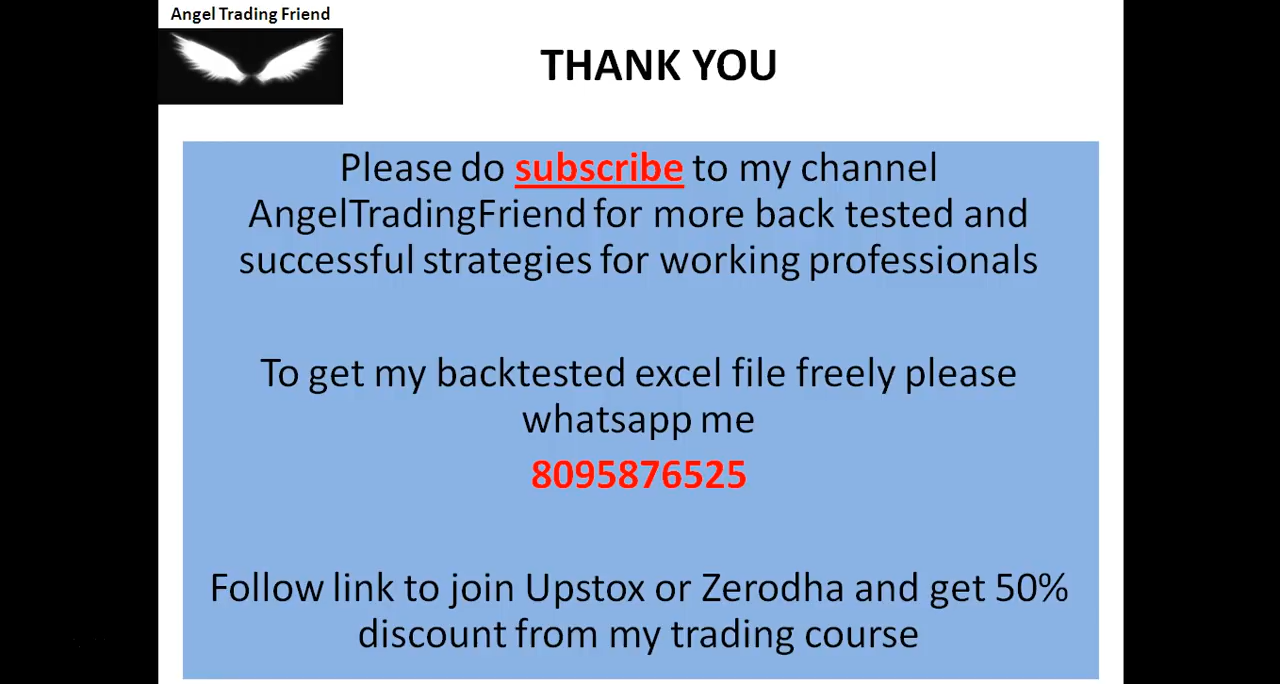 Angel Trading Friend
THANK YOU
Please do subscribe to my channel
AngelTradingFriend for more back tested and
successful strategies for working professionals
To get my backtested excel file freely please
whatsapp me
8095876525
Follow link to join Upstox or Zerodha and get 50%
discount from my trading course